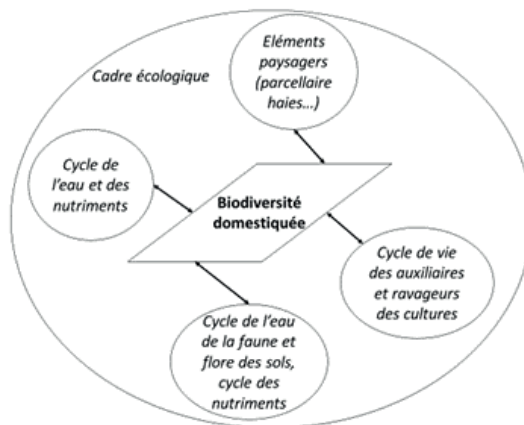 Cadre écologique
Eléments
paysagers
(parcellaire
haies...)
Cycle de
l'eau et des
nutriments
Biodiversité
domestiquée
Cycle de vie
des auxiliaires
et ravageurs
des cultures
Cycle de l'eau
de la faune et
flore des sols,
cycle des
nutriments